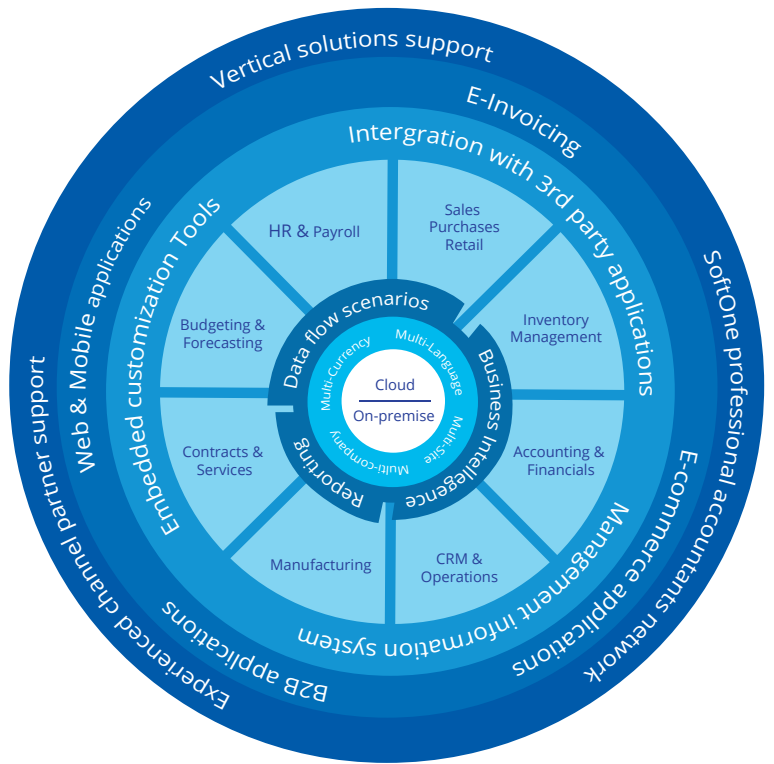 Vertical solutions support
SoftOne professional accountants network
Experienced channel partner support
E-Invoicing
E-commerce applications
B2B applications
Web & Mobile applications
Intergration with 3rd party applications
Management information system
Embedded customization Tools
HR & Payroll
Sales
Purchases
Retail
Inventory
Management
Accounting &
Financials
CRM &
Operations
Manufacturing
Contracts &
Services
Budgeting &
Forecasting
Data flow scenarios
Business Intellegence
Reporting
Multi-Currency
Multi-Language
Multi-Site
Multi-company
Cloud
On-premise